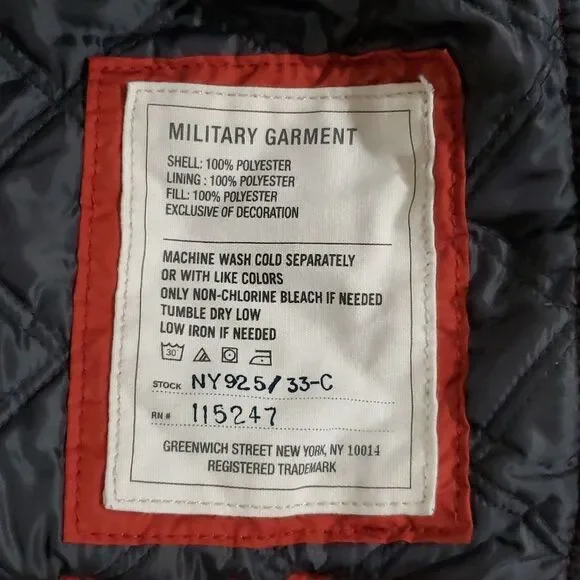 MILITARY GARMENT
SHELL: 100% POLYESTER
LINING : 100% POLYESTER
FILL: 100% POLYESTER
EXCLUSIVE OF DECORATION
MACHINE WASH COLD SEPARATELY
OR WITH LIKE COLORS
ONLY NON-CHLORINE BLEACH IF NEEDED
TUMBLE DRY LOW
LOW IRON IF NEEDED
30°
STOCK NY925/33-C
RN # 115247
GREENWICH STREET NEW YORK, NY 10014
REGISTERED TRADEMARK